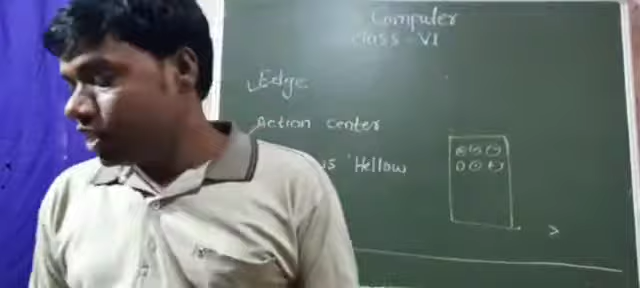 Computer
class - VI
Edge
Action center
'Hellow
>